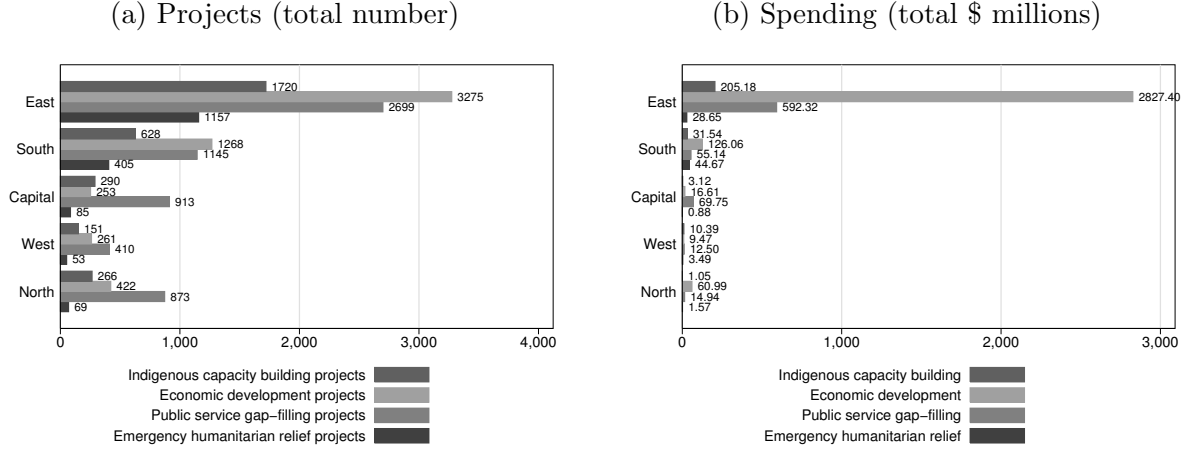 (a) Projects (total number)
East
1720
3275
2699
1157
South
628
1268
1145
405
Capital
290
253
913
85
West
151
261
410
53
North
266
422
873
69
0 1,000 2,000 3,000 4,000
Indigenous capacity building projects
Economic development projects
Public service gap−filling projects
Emergency humanitarian relief projects
(b) Spending (total $ millions)
East
205.18
2827.40
592.32
28.65
South
31.54
126.06
55.14
44.67
Capital
3.12
16.61
69.75
0.88
West
10.39
9.47
12.50
3.49
North
1.05
60.99
14.94
1.57
0 1,000 2,000 3,000
Indigenous capacity building
Economic development
Public service gap−filling
Emergency humanitarian relief